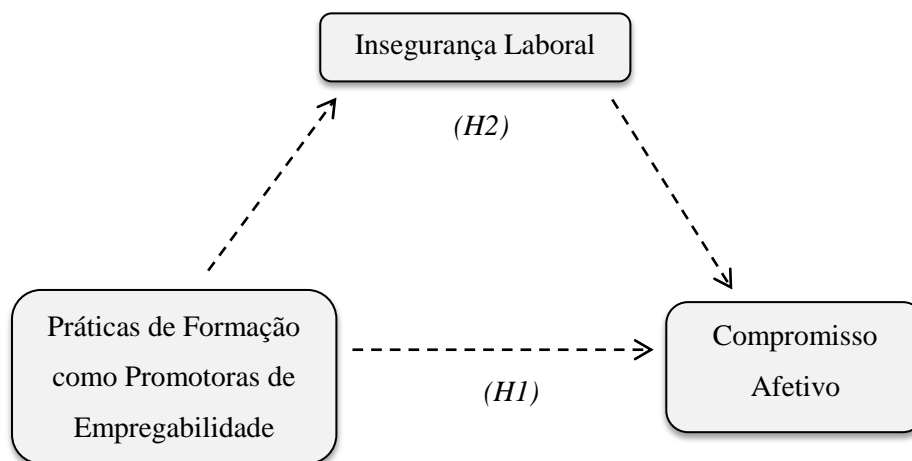 Insegurança Laboral
(H2)
Práticas de Formação
como Promotoras de
Empregabilidade
(H1)
Compromisso
Afetivo